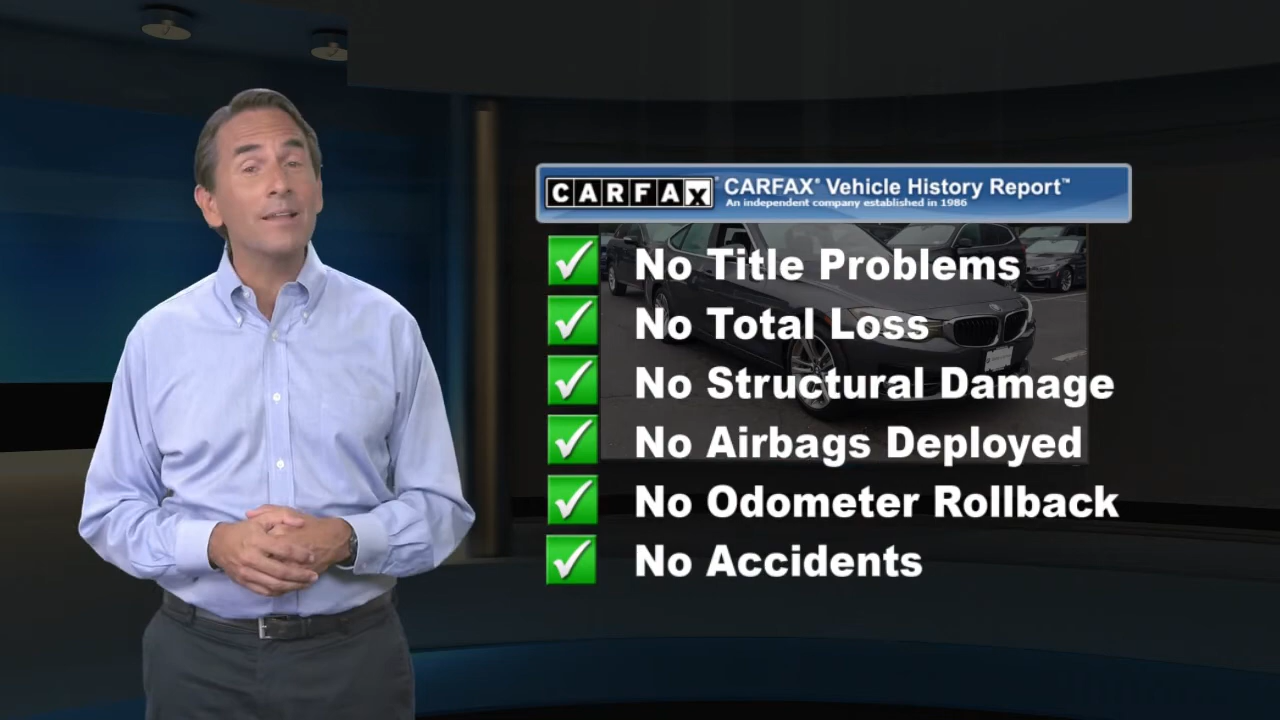 CARFAX® CARFAX® Vehicle History Report™
An independent company established in 1986
No Title Problems
No Total Loss
No Structural Damage
No Airbags Deployed
No Odometer Rollback
No Accidents